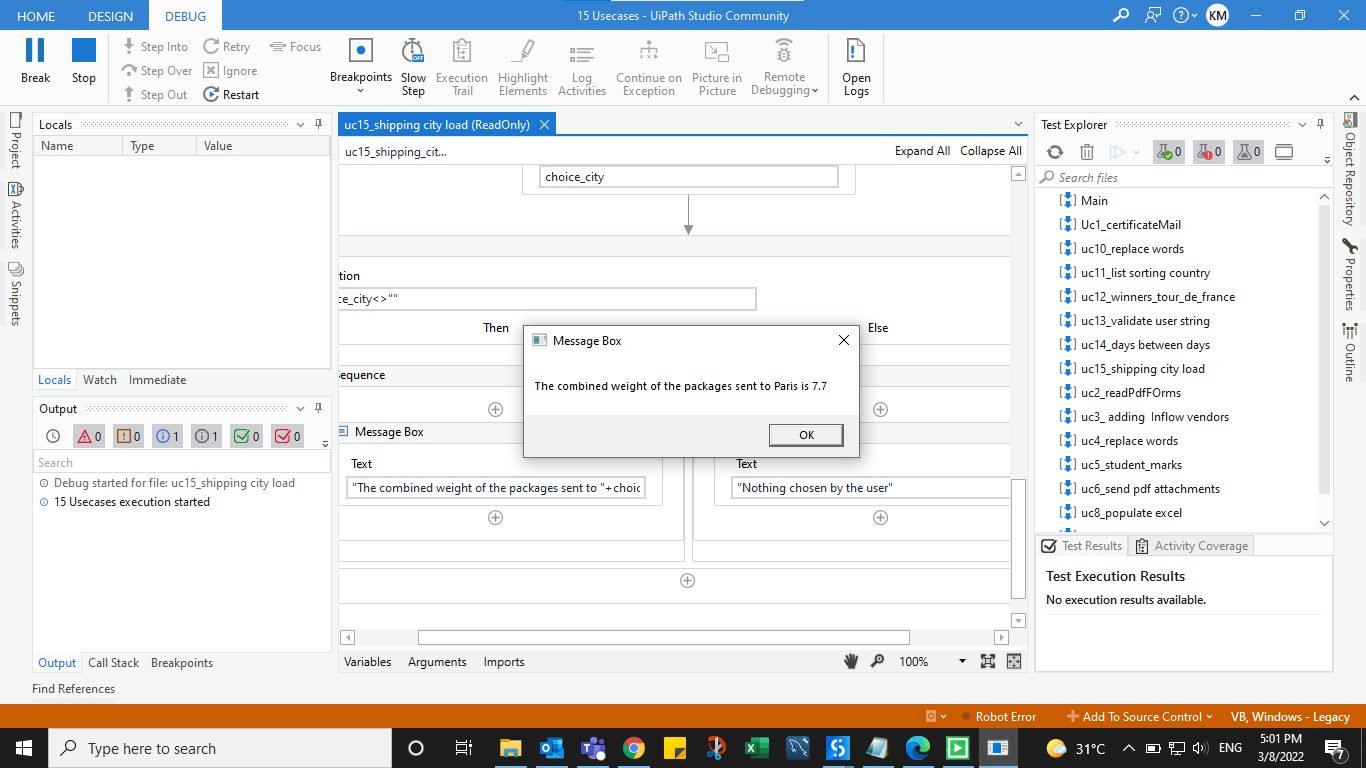 HOME DESIGN DEBUG 15 Usecases - UiPath Studio Community KM
Break Stop Step Into Retry Focus
Step Over Ignore
Step Out Restart
Breakpoints Slow Step Execution Trail Highlight Elements Log Activities Continue on Exception Picture in Picture Remote Debugging Open Logs
Project
Activities
Snippets
Locals
Name Type Value
Locals Watch Immediate
Output
0 0 1 1 0 0
Search
Debug started for file: uc15_shipping city load
15 Usecases execution started
Output Call Stack Breakpoints
Find References
uc15_shipping city load (ReadOnly)
uc15_shipping_cit... Expand All Collapse All
choice_city
tion
ce_city<>""
Then Else
Sequence
Message Box
The combined weight of the packages sent to Paris is 7.7
OK
Message Box
Text Text
"The combined weight of the packages sent to "+choic "Nothing chosen by the user"
Variables Arguments Imports 100%
Test Explorer
0 0 0
Search files
Main
Uc1_certificateMail
uc10_replace words
uc11_list sorting country
uc12_winners_tour_de_france
uc13_validate user string
uc14_days between days
uc15_shipping city load
uc2_readPdfFOrms
uc3_ adding Inflow vendors
uc4_replace words
uc5_student_marks
uc6_send pdf attachments
uc8_populate excel
Test Results Activity Coverage
Test Execution Results
No execution results available.
Object Repository
Properties
Outline
Robot Error Add To Source Control VB, Windows - Legacy
Type here to search
31°C ENG 5:01 PM
3/8/2022
7